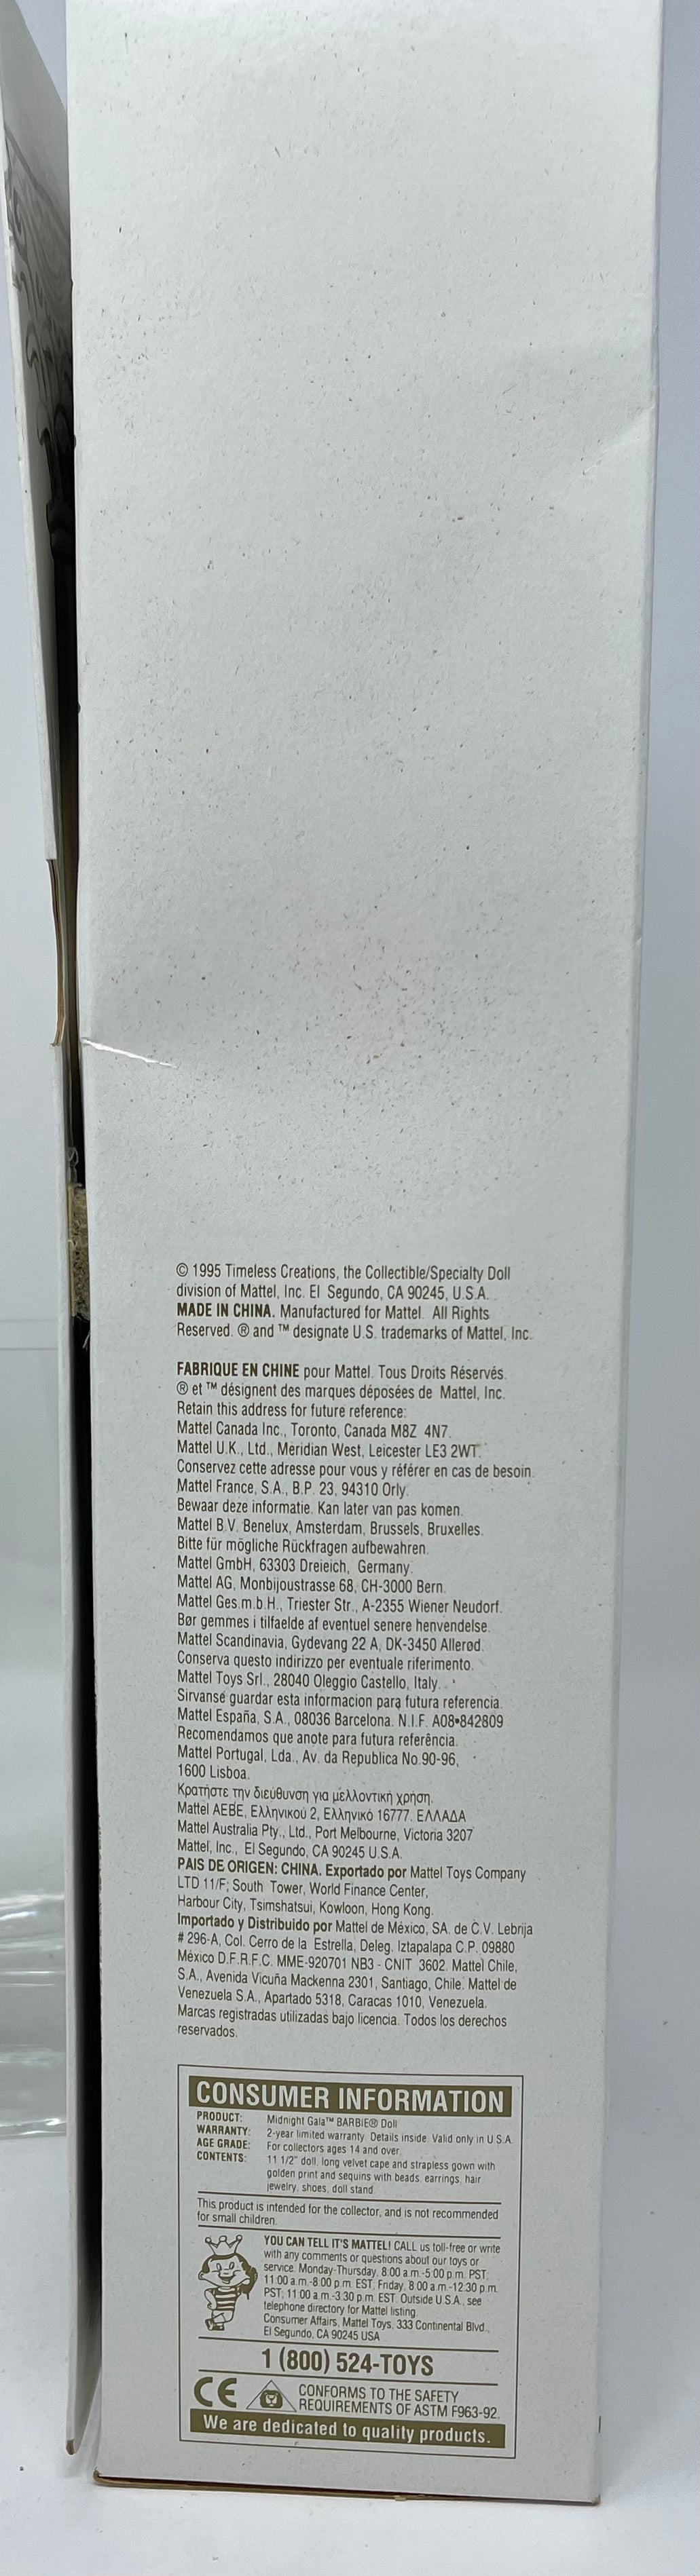 © 1995 Timeless Creations, the Collectible/Specialty Doll
division of Mattel, Inc. El Segundo, CA 90245, U.S.A.
MADE IN CHINA. Manufactured for Mattel. All Rights
Reserved. ® and ™ designate U.S. trademarks of Mattel, Inc.
FABRIQUE EN CHINE pour Mattel. Tous Droits Réservés.
® et ™ désignent des marques déposées de Mattel, Inc.
Retain this address for future reference:
Mattel Canada Inc., Toronto, Canada M8Z 4N7.
Mattel U.K., Ltd., Meridian West, Leicester LE3 2WT.
Conservez cette adresse pour vous y référer en cas de besoin.
Mattel France, S.A., B.P. 23, 94310 Orly.
Bewaar deze informatie. Kan later van pas komen.
Mattel B.V. Benelux, Amsterdam, Brussels, Bruxelles.
Bitte für mögliche Rückfragen aufbewahren.
Mattel GmbH, 63303 Dreieich, Germany.
Mattel AG, Monbijoustrasse 68, CH-3000 Bern.
Mattel Ges.m.b.H., Triester Str., A-2355 Wiener Neudorf.
Bør gemmes i tilfaelde af eventuel senere henvendelse.
Mattel Scandinavia, Gydevang 22 A, DK-3450 Allerød.
Conserva questo indirizzo per eventuale riferimento.
Mattel Toys Srl., 28040 Oleggio Castello, Italy.
Sirvansé guardar esta informacion para futura referencia.
Mattel España, S.A., 08036 Barcelona. N.I.F. A08•842809
Recomendamos que anote para futura referência.
Mattel Portugal, Lda., Av. da Republica No.90-96,
1600 Lisboa.
Κρατήστε την διεύθυνση για μελλοντική χρήση.
Mattel AEBE, Ελληνικού 2, Ελληνικό 16777. ΕΛΛΑΔΑ
Mattel Australia Pty., Ltd., Port Melbourne, Victoria 3207
Mattel, Inc., El Segundo, CA 90245 U.S.A.
PAIS DE ORIGEN: CHINA. Exportado por Mattel Toys Company
LTD 11/F; South Tower, World Finance Center,
Harbour City, Tsimshatsui, Kowloon, Hong Kong.
Importado y Distribuido por Mattel de México, SA. de C.V. Lebrija
# 296-A, Col. Cerro de la Estrella, Deleg. Iztapalapa C.P. 09880
México D.F.R.F.C. MME-920701 NB3 - CNIT 3602. Mattel Chile,
S.A., Avenida Vicuña Mackenna 2301, Santiago, Chile. Mattel de
Venezuela S.A., Apartado 5318, Caracas 1010, Venezuela.
Marcas registradas utilizadas bajo licencia. Todos los derechos
reservados.
CONSUMER INFORMATION
PRODUCT: Midnight Gala™ BARBIE® Doll
WARRANTY: 2-year limited warranty. Details inside. Valid only in U.S.A.
AGE GRADE: For collectors ages 14 and over.
CONTENTS: 11 1/2" doll, long velvet cape and strapless gown with
golden print and sequins with beads, earrings, hair
jewelry, shoes, doll stand.
This product is intended for the collector, and is not recommended
for small children.
YOU CAN TELL IT'S MATTEL! CALL us toll-free or write
with any comments or questions about our toys or
service. Monday-Thursday, 8:00 a.m.-5:00 p.m. PST;
11:00 a.m.-8:00 p.m. EST; Friday, 8:00 a.m.-12:30 p.m.
PST; 11:00 a.m.-3:30 p.m. EST. Outside U.S.A., see
telephone directory for Mattel listing.
Consumer Affairs, Mattel Toys, 333 Continental Blvd.,
El Segundo, CA 90245 USA
1 (800) 524-TOYS
CE CONFORMS TO THE SAFETY
REQUIREMENTS OF ASTM F963-92.
We are dedicated to quality products.